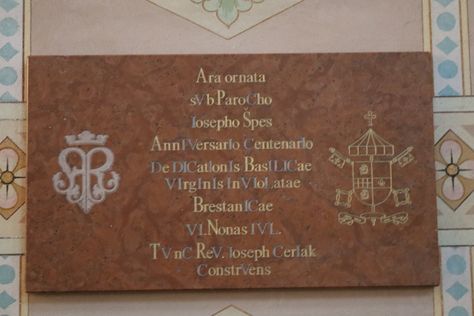 Ara ornata
sVb ParoCho
Iosepho Špes
AnnIVersarIo CentenarIo
De DICatIonIs BasILICae
VIrgInIs InVIoLatae
BrestanICae
VI. Nonas IVL.
TVnC ReV. Ioseph Cerlak
ConstrVens